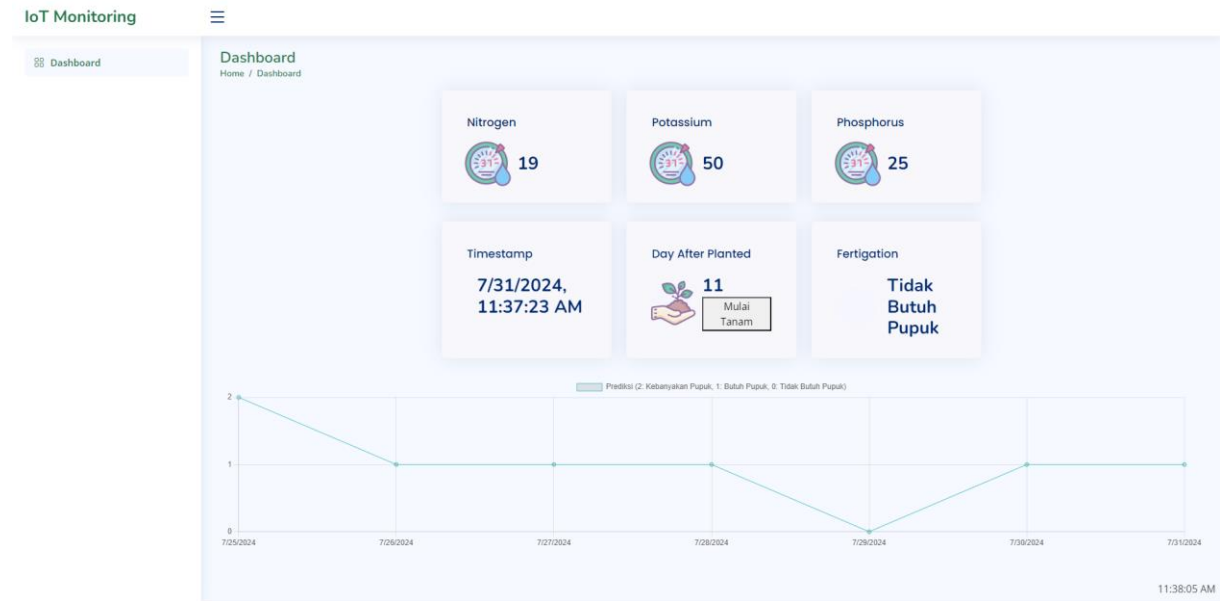 IoT Monitoring
Dashboard
Dashboard
Home / Dashboard
Nitrogen
37
19
Potassium
37
50
Phosphorus
37
25
Timestamp
7/31/2024,
11:37:23 AM
Day After Planted
11
Mulai
Tanam
Fertigation
Tidak
Butuh
Pupuk
Prediksi (2: Kebanyakan Pupuk, 1: Butuh Pupuk, 0: Tidak Butuh Pupuk)
2
1
0
7/25/2024 7/26/2024 7/27/2024 7/28/2024 7/29/2024 7/30/2024 7/31/2024
11:38:05 AM